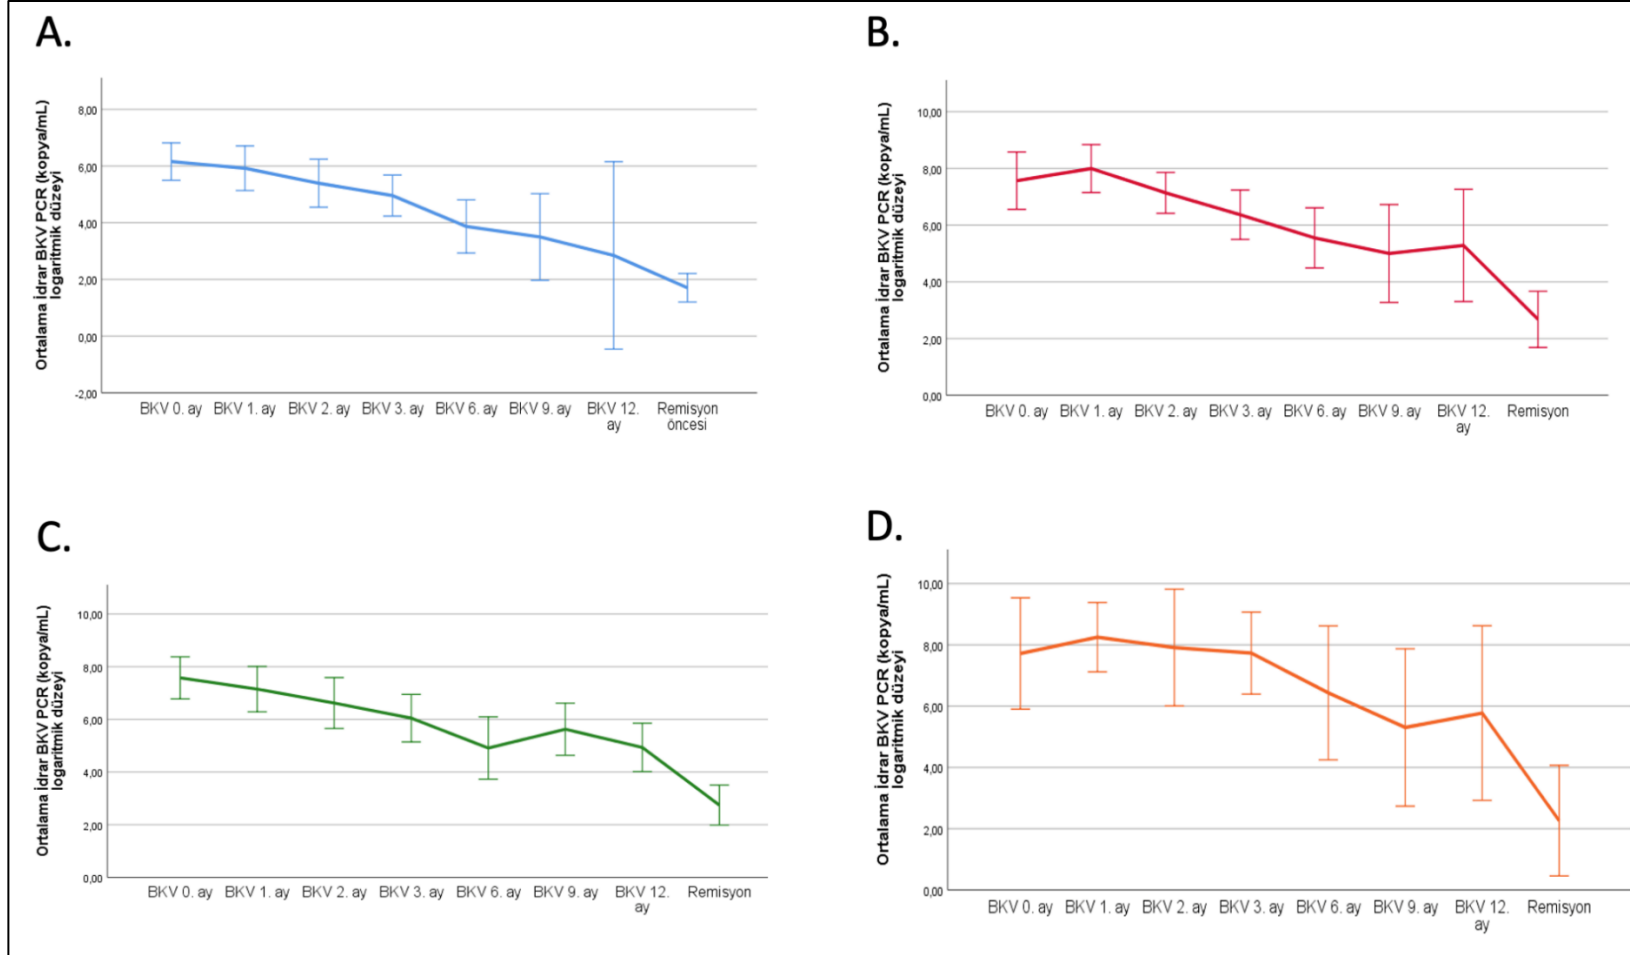 A.
Ortalama İdrar BKV PCR (kopya/mL)
logaritmik düzeyi
8,00
6,00
4,00
2,00
0,00
-2,00
BKV 0. ay
BKV 1. ay
BKV 2. ay
BKV 3. ay
BKV 6. ay
BKV 9. ay
BKV 12.
ay
Remisyon
öncesi
B.
Ortalama İdrar BKV PCR (kopya/mL)
logaritmik düzeyi
10,00
8,00
6,00
4,00
2,00
0,00
BKV 0. ay
BKV 1. ay
BKV 2. ay
BKV 3. ay
BKV 6. ay
BKV 9. ay
BKV 12.
ay
Remisyon
C.
Ortalama İdrar BKV PCR (kopya/mL)
logaritmik düzeyi
10,00
8,00
6,00
4,00
2,00
0,00
BKV 0. ay
BKV 1. ay
BKV 2. ay
BKV 3. ay
BKV 6. ay
BKV 9. ay
BKV 12.
ay
Remisyon
D.
Ortalama İdrar BKV PCR (kopya/mL)
logaritmik düzeyi
10,00
8,00
6,00
4,00
2,00
0,00
BKV 0. ay
BKV 1. ay
BKV 2. ay
BKV 3. ay
BKV 6. ay
BKV 9. ay
BKV 12.
ay
Remisyon